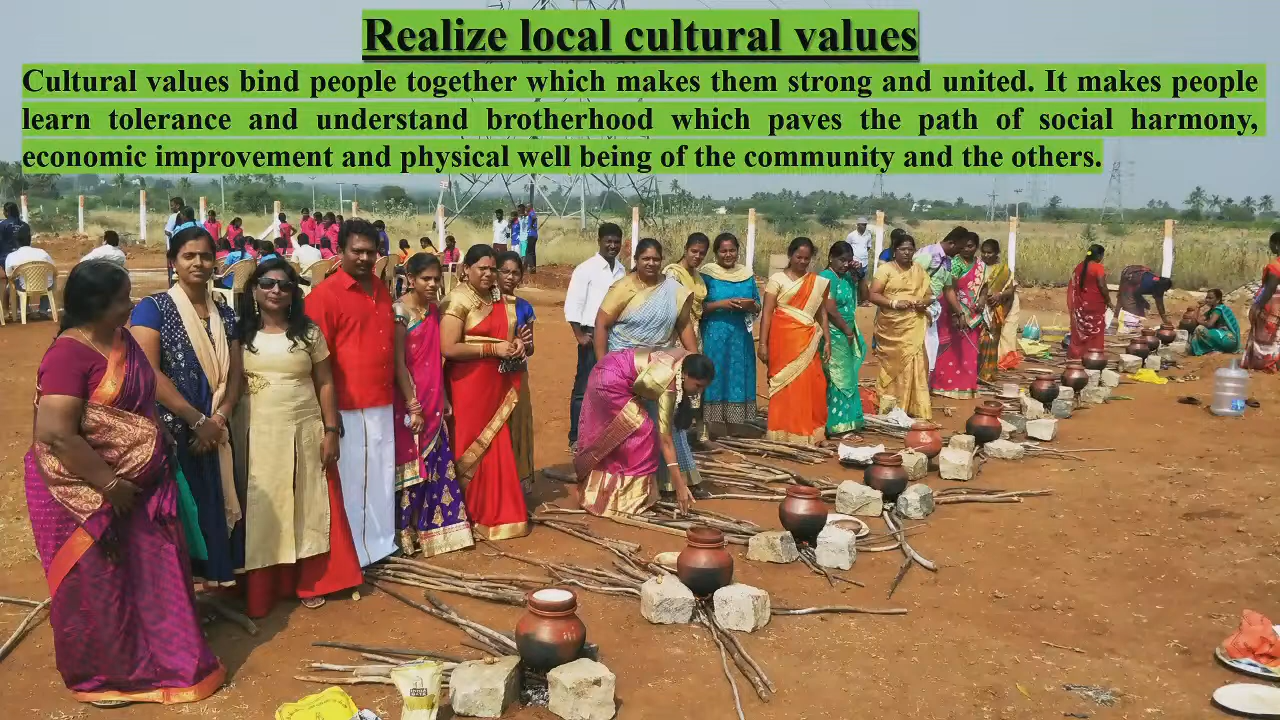 Realize local cultural values
Cultural values bind people together which makes them strong and united. It makes people
learn tolerance and understand brotherhood which paves the path of social harmony,
economic improvement and physical well being of the community and the others.